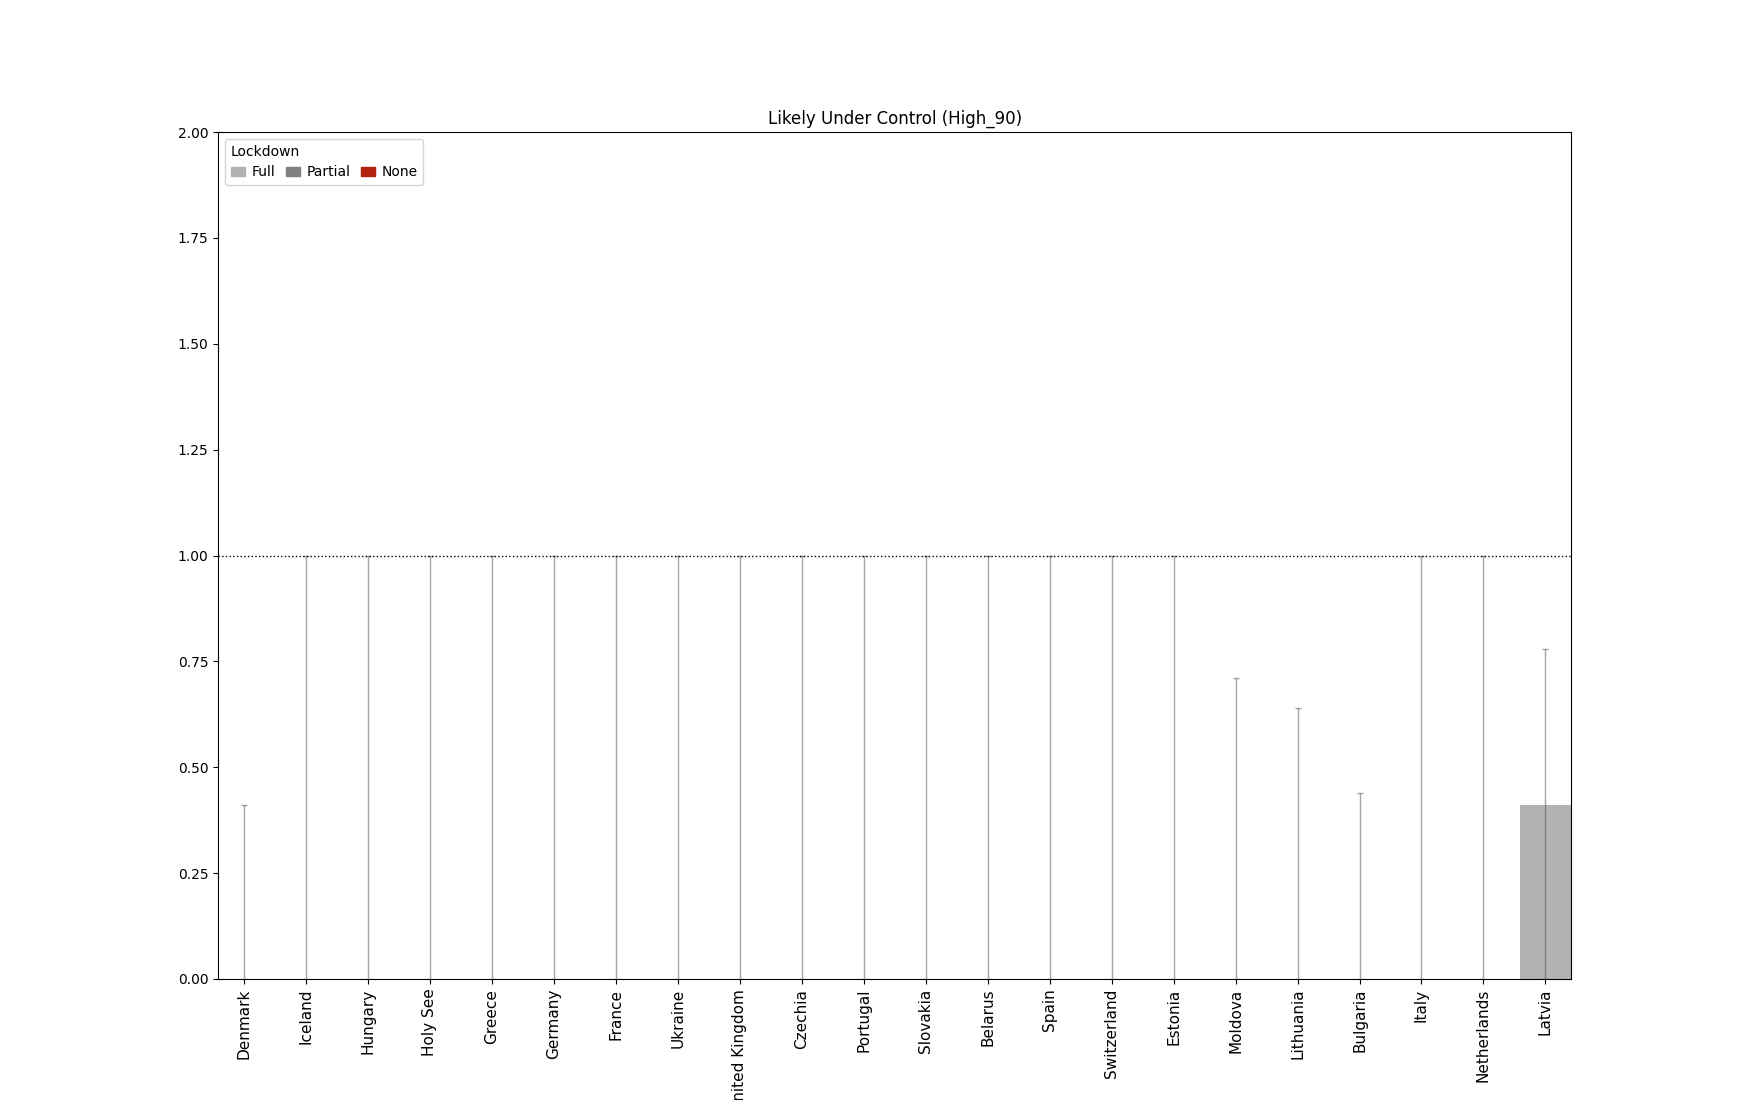 Likely Under Control (High_90)
Lockdown
Full Partial None
2.00
1.75
1.50
1.25
1.00
0.75
0.50
0.25
0.00
Denmark
Iceland
Hungary
Holy See
Greece
Germany
France
Ukraine
nited Kingdom
Czechia
Portugal
Slovakia
Belarus
Spain
Switzerland
Estonia
Moldova
Lithuania
Bulgaria
Italy
Netherlands
Latvia